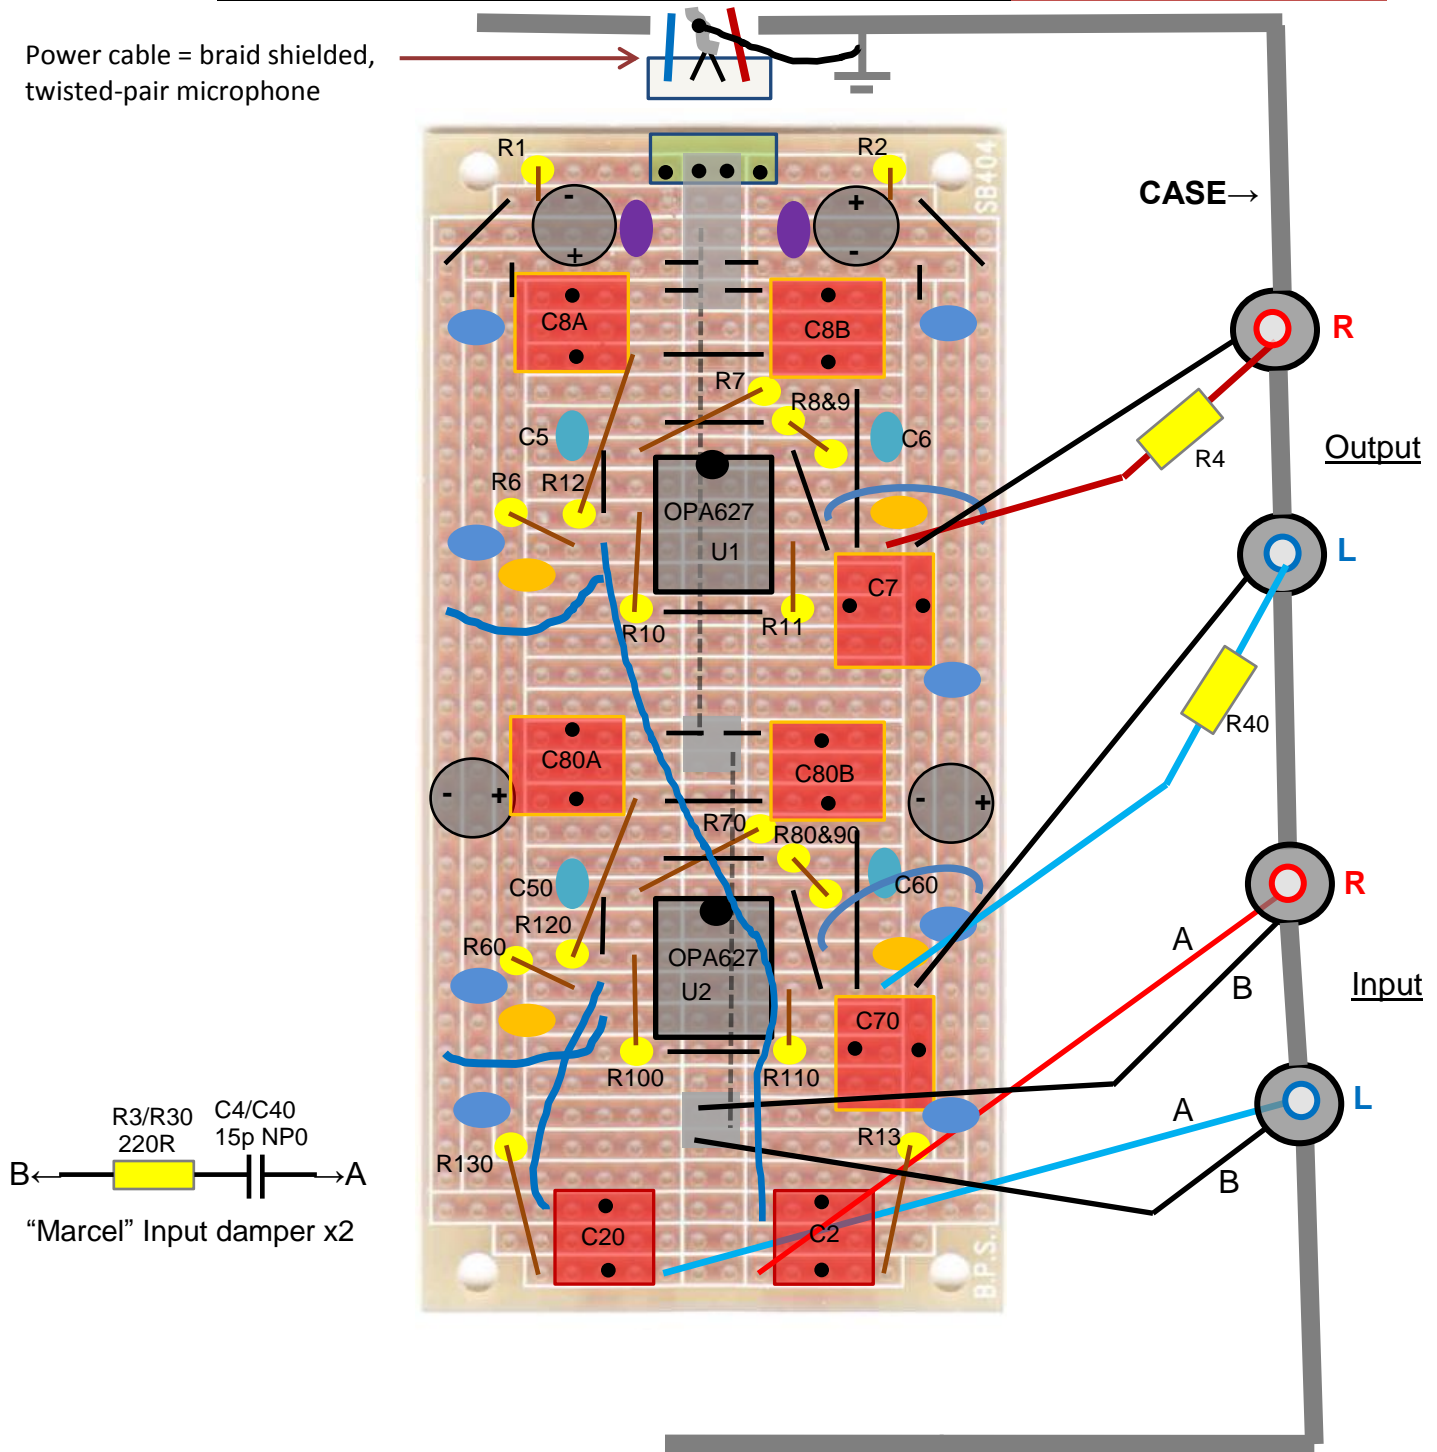 Power cable = braid shielded,
twisted-pair microphone
R1
R2
SB404
CASE→
-
+
+
-
C8A
C8B
R
R7
R8&9
C5
C6
R4
Output
R6
R12
OPA627
U1
L
C7
R10
R11
R40
C80A
C80B
-
+
-
+
R70
R80&90
C50
C60
R
R120
A
R60
OPA627
U2
B
Input
C70
R100
R110
R3/R30
220R
C4/C40
15p NP0
A
L
R13
B←
→A
R130
B
"Marcel" Input damper x2
C20
C2
B.P.S.